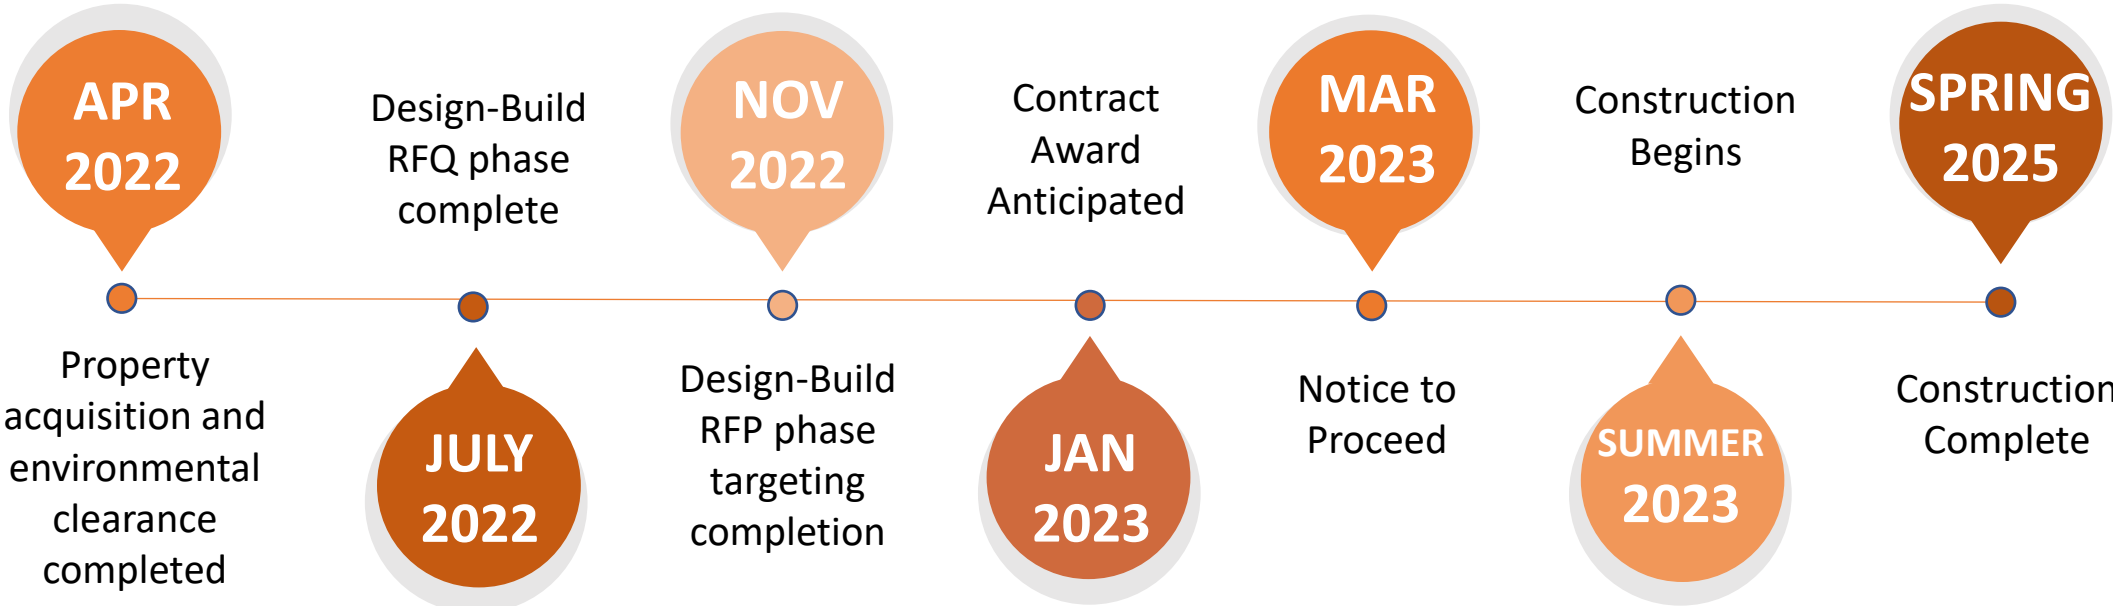 APR
2022
Property
acquisition and
environmental
clearance
completed
Design-Build
RFQ phase
complete
JULY
2022
NOV
2022
Design-Build
RFP phase
targeting
completion
Contract
Award
Anticipated
JAN
2023
MAR
2023
Notice to
Proceed
Construction
Begins
SUMMER
2023
SPRING
2025
Construction
Complete